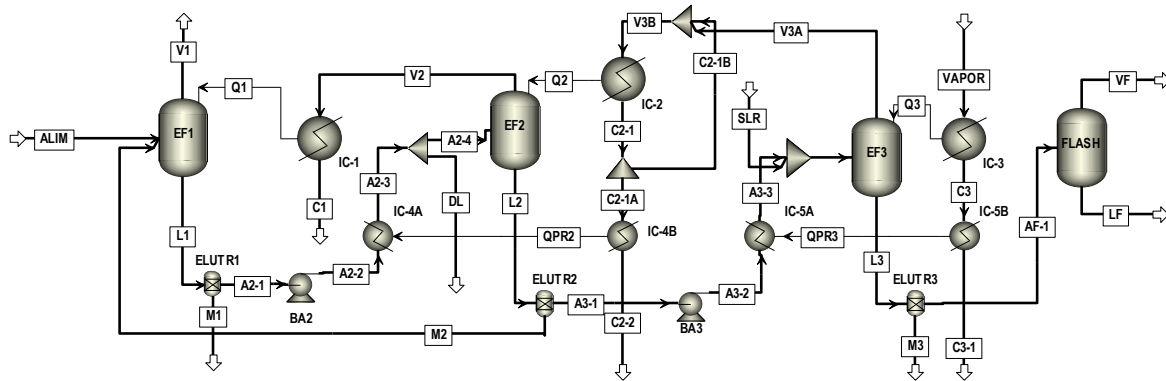 V1
Q1
ALIM
EF1
L1
ELUTR1
M1
A2-1
BA2
A2-2
A2-3
IC-4A
IC-1
C1
V2
A2-4
DL
EF2
L2
ELUTR2
M2
A3-1
Q2
V3B
IC-2
C2-1
C2-1B
C2-1A
IC-4B
QPR2
C2-2
BA3
A3-2
A3-3
IC-5A
SLR
V3A
EF3
Q3
VAPOR
IC-3
C3
IC-5B
QPR3
L3
ELUTR3
M3
C3-1
AF-1
FLASH
VF
LF